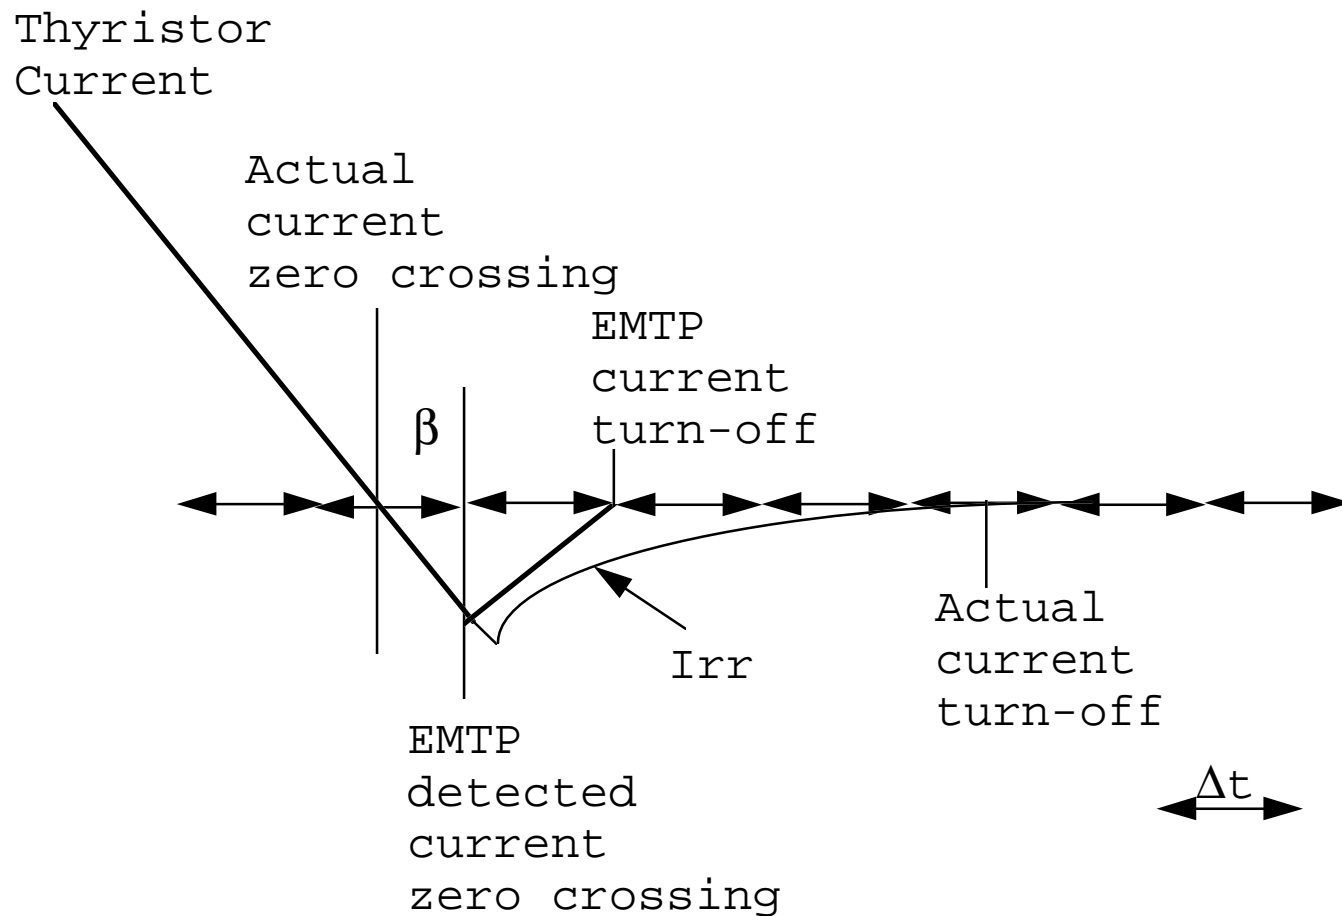 Thyristor
Current
Actual
current
zero crossing
EMTP
current
turn-off
β
Irr
Actual
current
turn-off
EMTP
detected
current
zero crossing
Δt